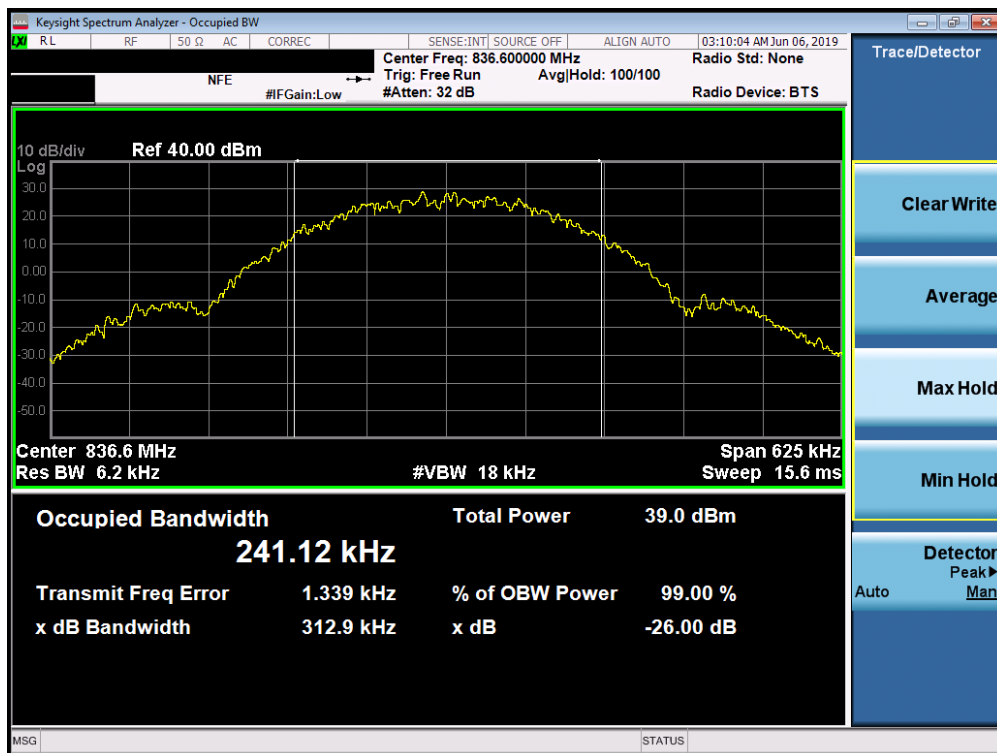 Keysight Spectrum Analyzer - Occupied BW
LXI RL RF 50 Ω AC CORREC SENSE:INT SOURCE OFF ALIGN AUTO 03:10:04 AM Jun 06, 2019
Center Freq: 836.600000 MHz Radio Std: None
NFE Trig: Free Run Avg|Hold: 100/100
#IFGain:Low #Atten: 32 dB Radio Device: BTS
10 dB/div Ref 40.00 dBm
Log
30.0
20.0
10.0
0.00
-10.0
-20.0
-30.0
-40.0
-50.0
Center 836.6 MHz Span 625 kHz
Res BW 6.2 kHz #VBW 18 kHz Sweep 15.6 ms
Occupied Bandwidth Total Power 39.0 dBm
241.12 kHz
Transmit Freq Error 1.339 kHz % of OBW Power 99.00 %
x dB Bandwidth 312.9 kHz x dB -26.00 dB
MSG STATUS
Trace/Detector
Clear Write
Average
Max Hold
Min Hold
Detector
Peak▶
Auto Man